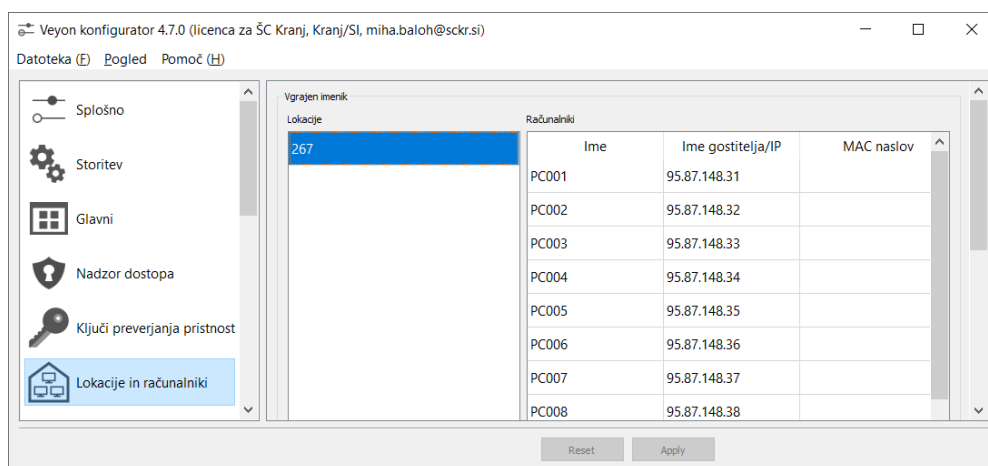 Veyon konfigurator 4.7.0 (licenca za ŠC Kranj, Kranj/SI, miha.baloh@sckr.si)
Datoteka (F) Pogled Pomoč (H)
Splošno
Storitev
Glavni
Nadzor dostopa
Ključi preverjanja pristnost
Lokacije in računalniki
Vgrajen imenik
Lokacije
267
Računalniki
Ime Ime gostitelja/IP MAC naslov
PC001 95.87.148.31
PC002 95.87.148.32
PC003 95.87.148.33
PC004 95.87.148.34
PC005 95.87.148.35
PC006 95.87.148.36
PC007 95.87.148.37
PC008 95.87.148.38
Reset Apply